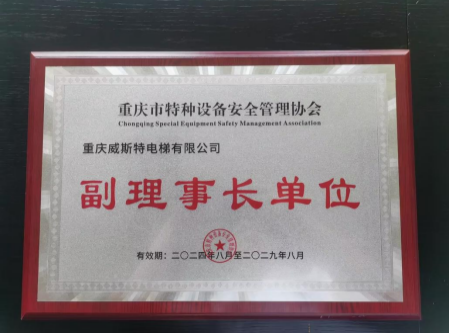 重庆市特种设备安全管理协会
Chongqing Special Equipment Safety Management Association
重庆威斯特电梯有限公司
副理事长单位
有效期：二〇二四年八月至二〇二九年八月